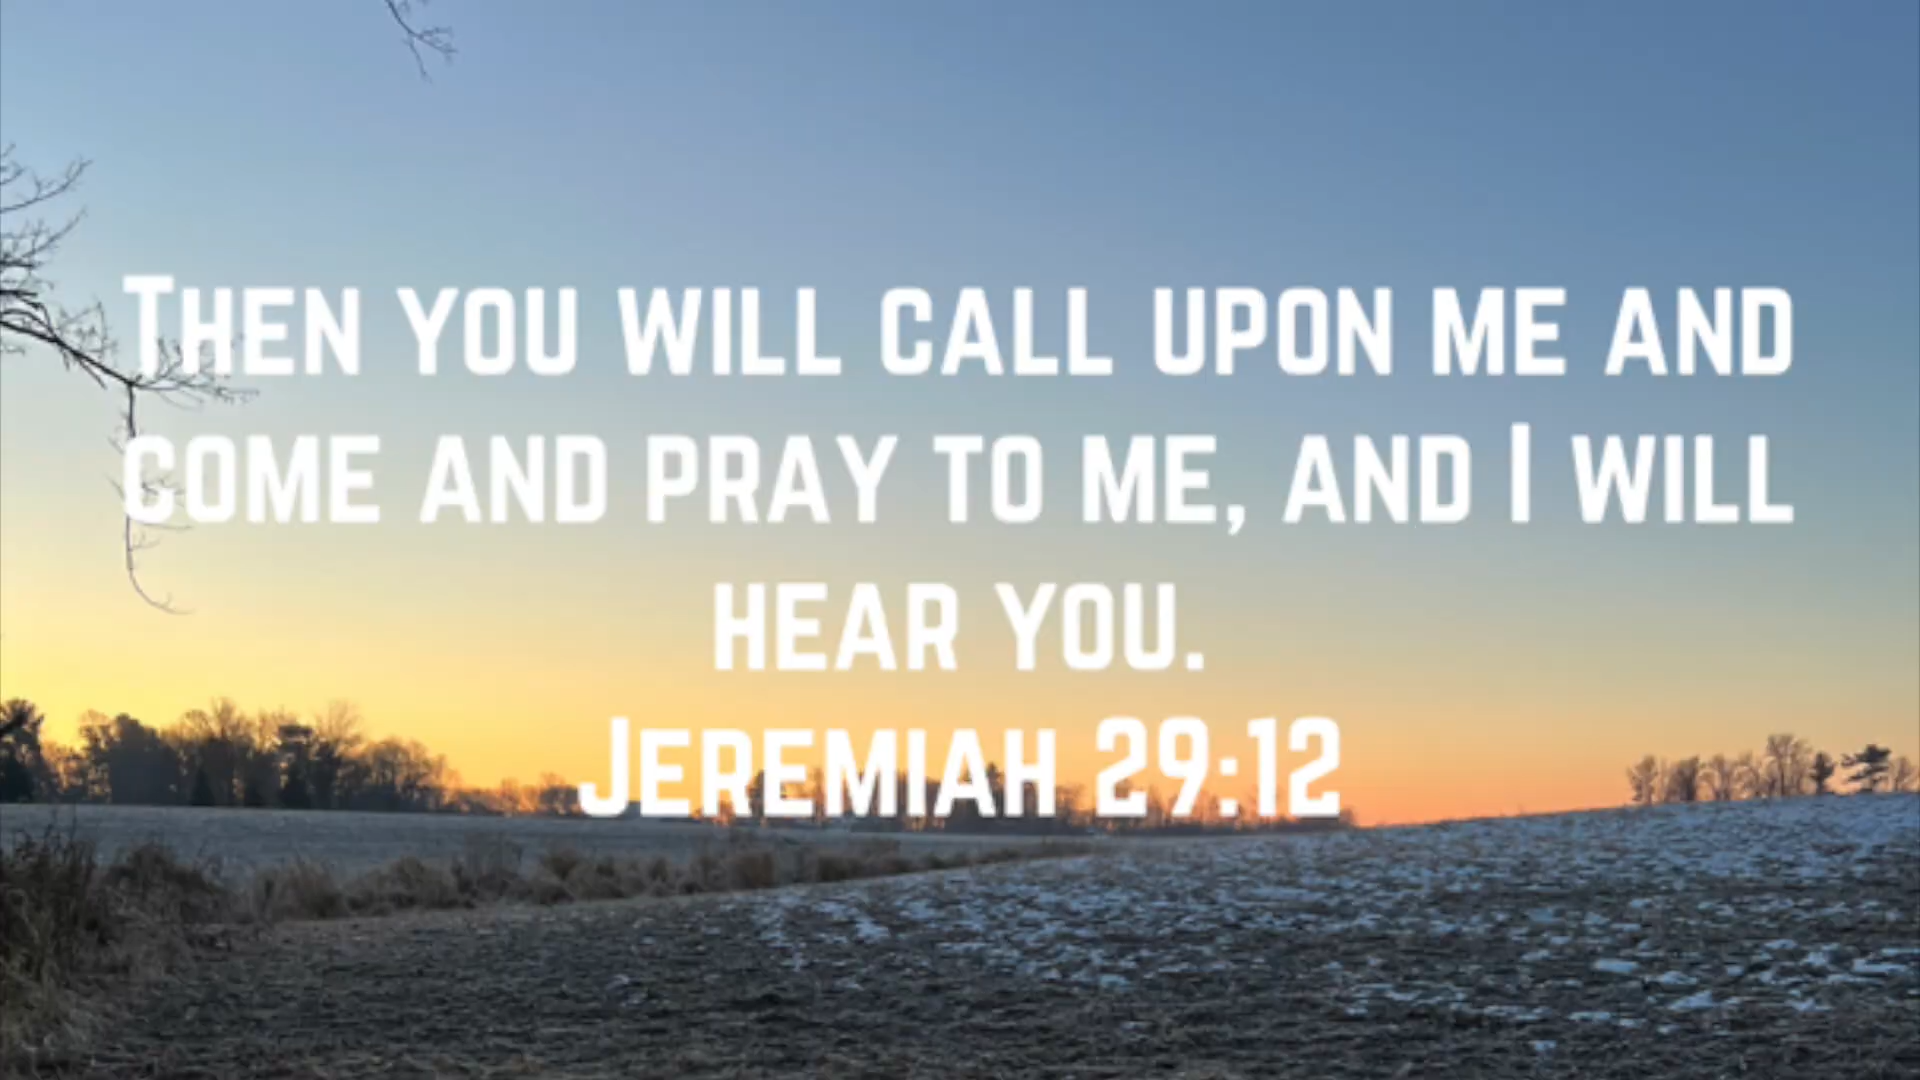 Then you will call upon me and
come and pray to me, and I will
hear you.
Jeremiah 29:12